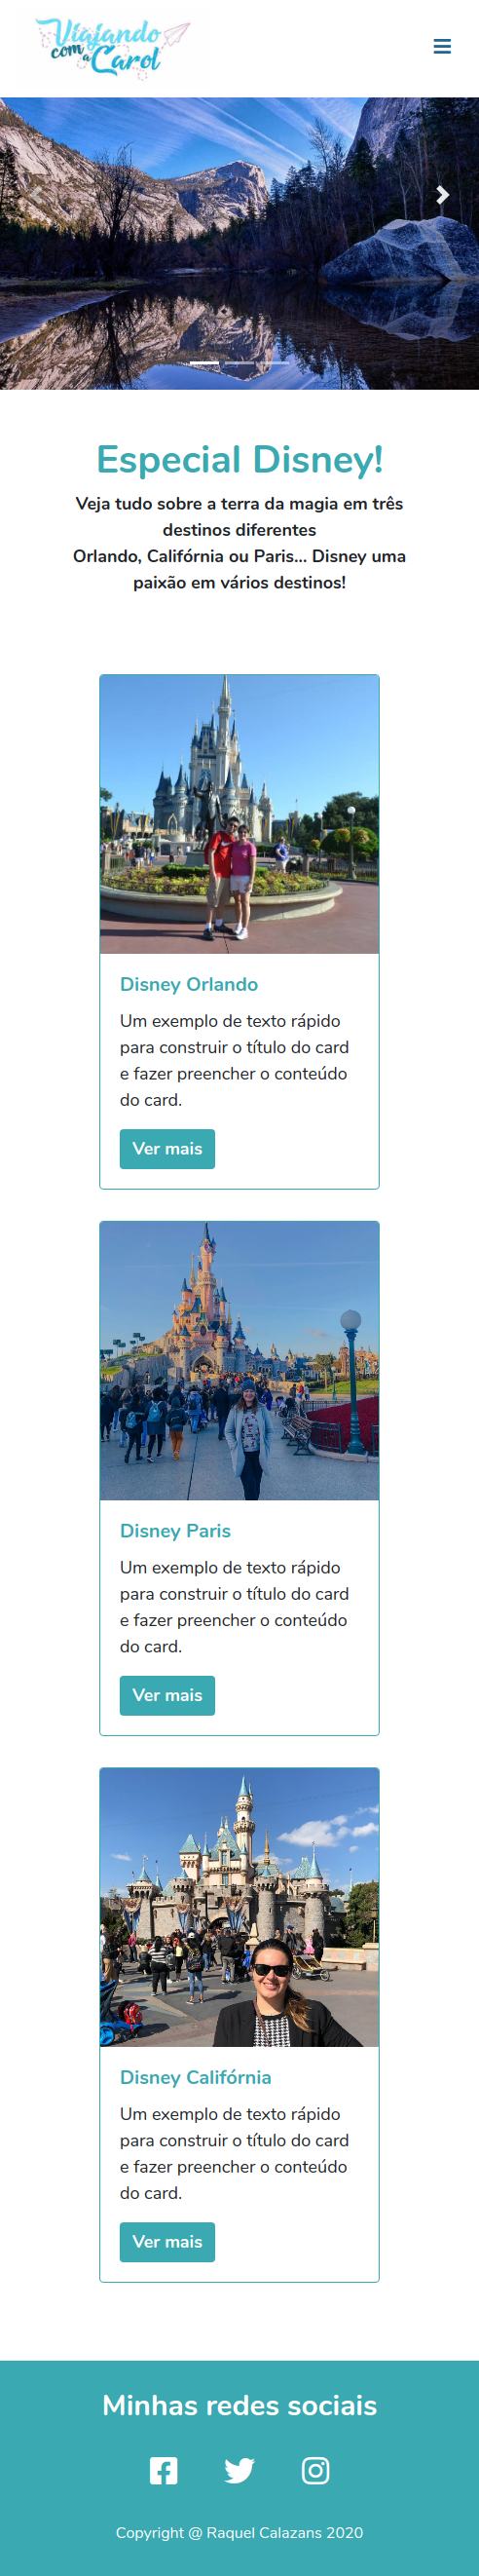 Viajando
com a
Carol
Especial Disney!
Veja tudo sobre a terra da magia em três
destinos diferentes
Orlando, Califórnia ou Paris... Disney uma
paixão em vários destinos!
Disney Orlando
Um exemplo de texto rápido
para construir o título do card
e fazer preencher o conteúdo
do card.
Ver mais
Disney Paris
Um exemplo de texto rápido
para construir o título do card
e fazer preencher o conteúdo
do card.
Ver mais
Disney Califórnia
Um exemplo de texto rápido
para construir o título do card
e fazer preencher o conteúdo
do card.
Ver mais
Minhas redes sociais
Copyright @ Raquel Calazans 2020